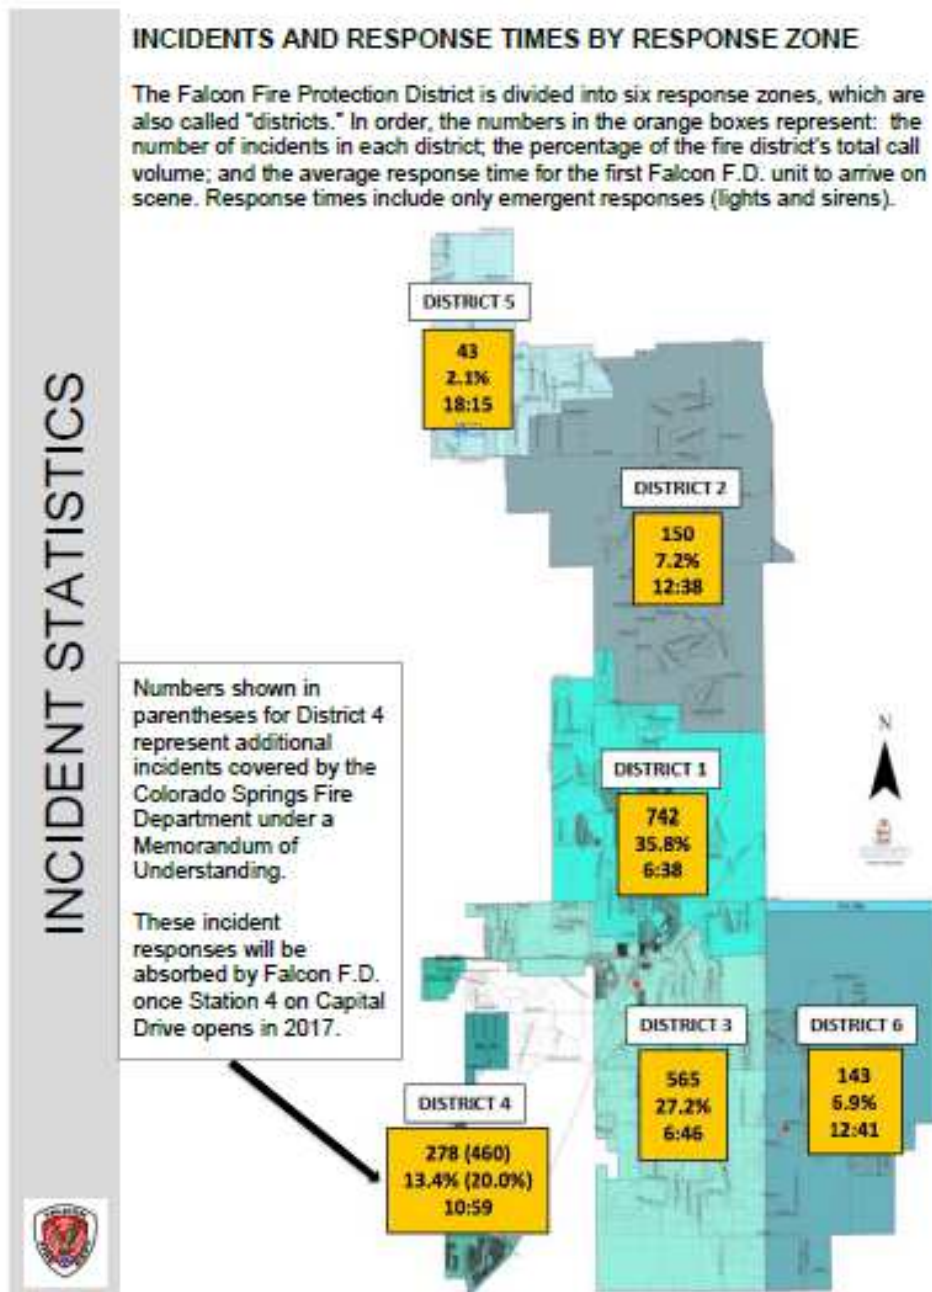 INCIDENTS AND RESPONSE TIMES BY RESPONSE ZONE
The Falcon Fire Protection District is divided into six response zones, which are
also called "districts." In order, the numbers in the orange boxes represent: the
number of incidents in each district; the percentage of the fire district's total call
volume; and the average response time for the first Falcon F.D. unit to arrive on
scene. Response times include only emergent responses (lights and sirens).
INCIDENT STATISTICS
DISTRICT 5
43
2.1%
18:15
DISTRICT 2
150
7.2%
12:38
Numbers shown in
parentheses for District 4
represent additional
incidents covered by the
Colorado Springs Fire
Department under a
Memorandum of
Understanding.
These incident
responses will be
absorbed by Falcon F.D.
once Station 4 on Capital
Drive opens in 2017.
N
DISTRICT 1
742
35.8%
6:38
DISTRICT 3
565
27.2%
6:46
DISTRICT 6
143
6.9%
12:41
DISTRICT 4
278 (460)
13.4% (20.0%)
10:59